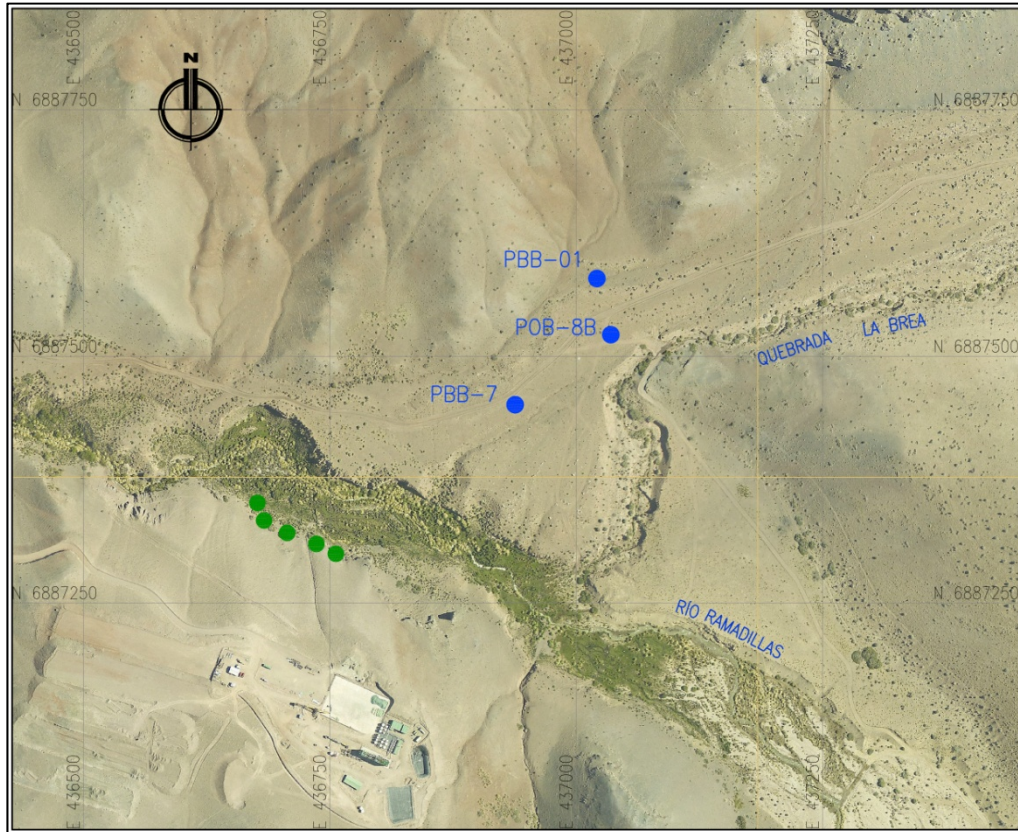 E 436500
E 436750
E 437000
E 437250
N
N 6887750
N 6887750
PBB-01
POB-8B
QUEBRADA LA BREA
N 6887500
N 6887500
PBB-7
N 6887250
N 6887250
RÍO RAMADILLAS
E 436500
E 436750
E 437000
E 437250